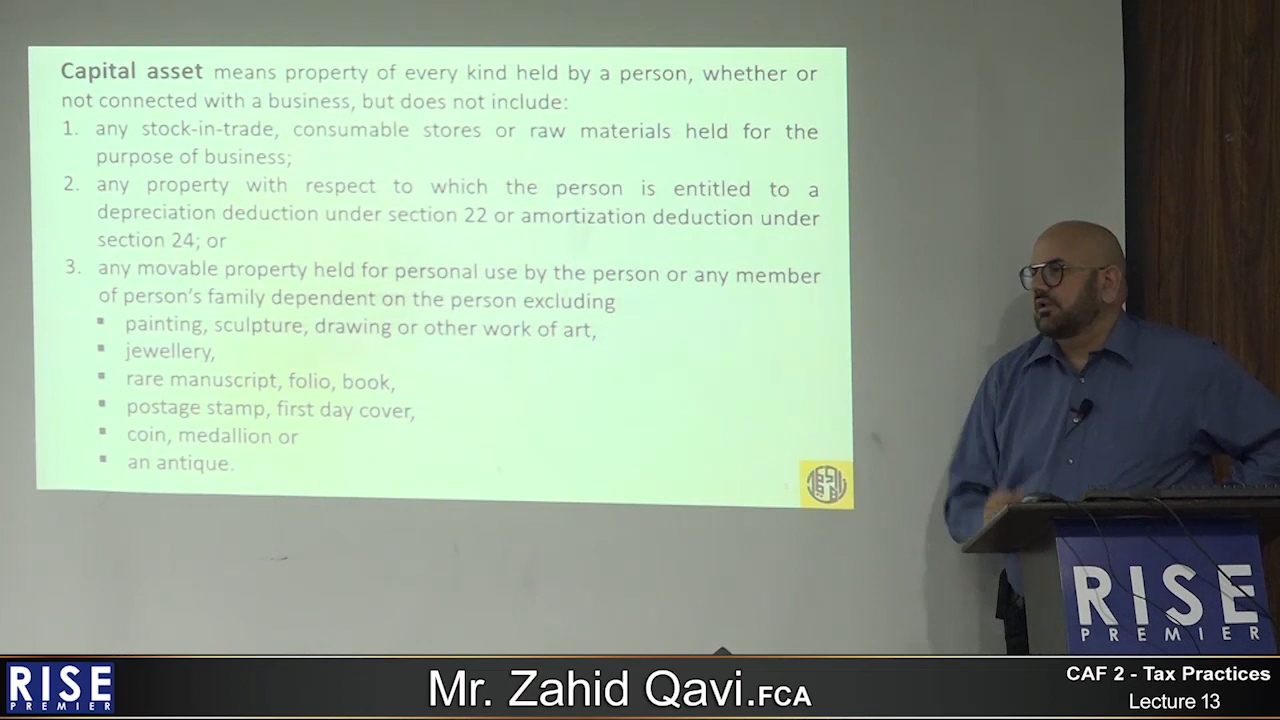 Capital asset means property of every kind held by a person, whether or
not connected with a business, but does not include:
1. any stock-in-trade, consumable stores or raw materials held for the
purpose of business;
2. any property with respect to which the person is entitled to a
depreciation deduction under section 22 or amortization deduction under
section 24; or
3. any movable property held for personal use by the person or any member
of person's family dependent on the person excluding
▪ painting, sculpture, drawing or other work of art,
▪ jewellery,
▪ rare manuscript, folio, book,
▪ postage stamp, first day cover,
▪ coin, medallion or
▪ an antique.
RISE
PREMIER
RISE
PREMIER
Mr. Zahid Qavi.FCA
CAF 2 - Tax Practices
Lecture 13